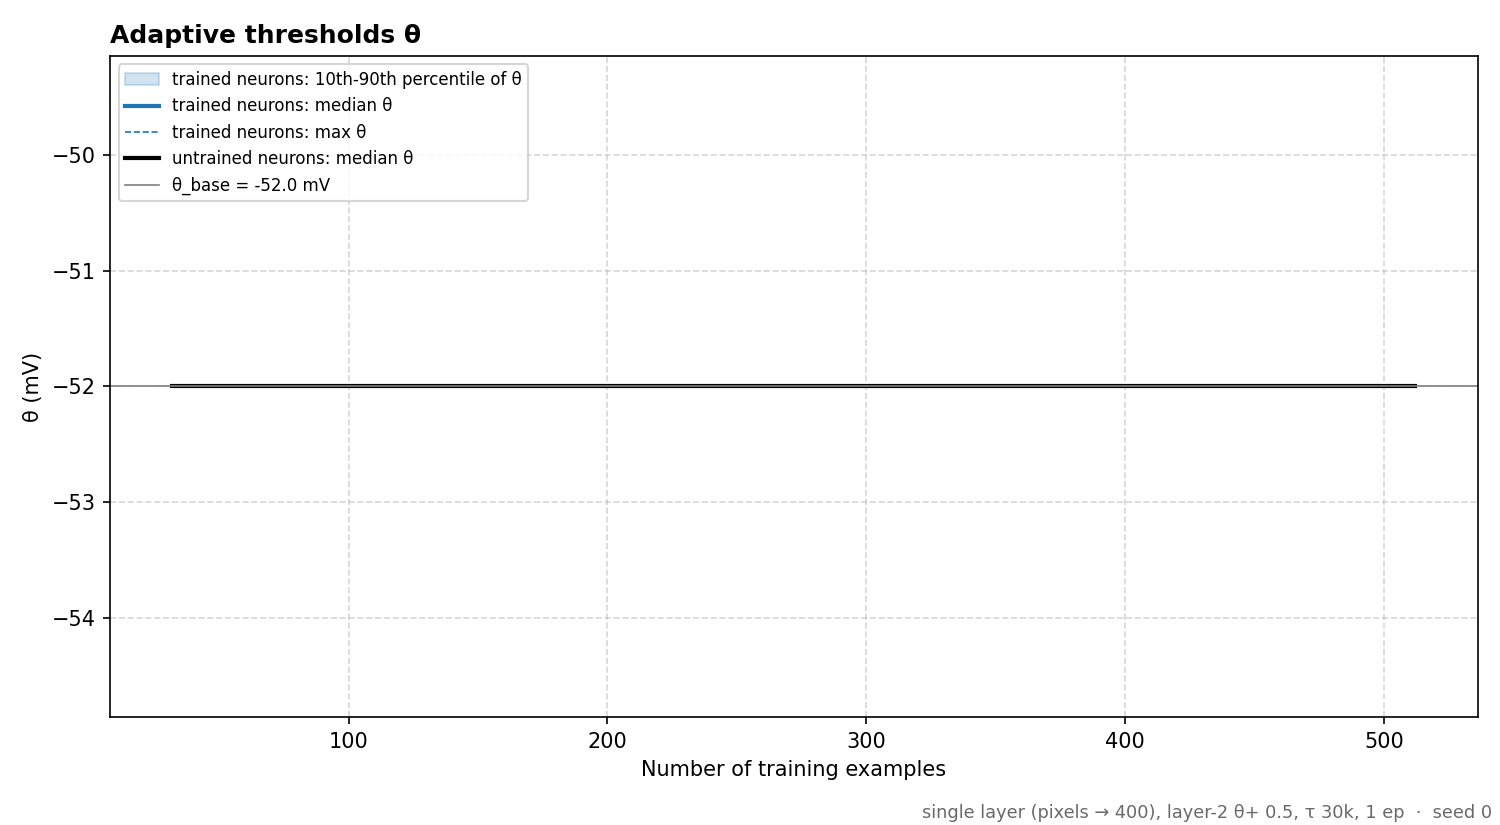 Adaptive thresholds θ
trained neurons: 10th-90th percentile of θ
trained neurons: median θ
trained neurons: max θ
untrained neurons: median θ
θ_base = -52.0 mV
−50
−51
−52
−53
−54
θ (mV)
100 200 300 400 500
Number of training examples
single layer (pixels → 400), layer-2 θ+ 0.5, τ 30k, 1 ep · seed 0